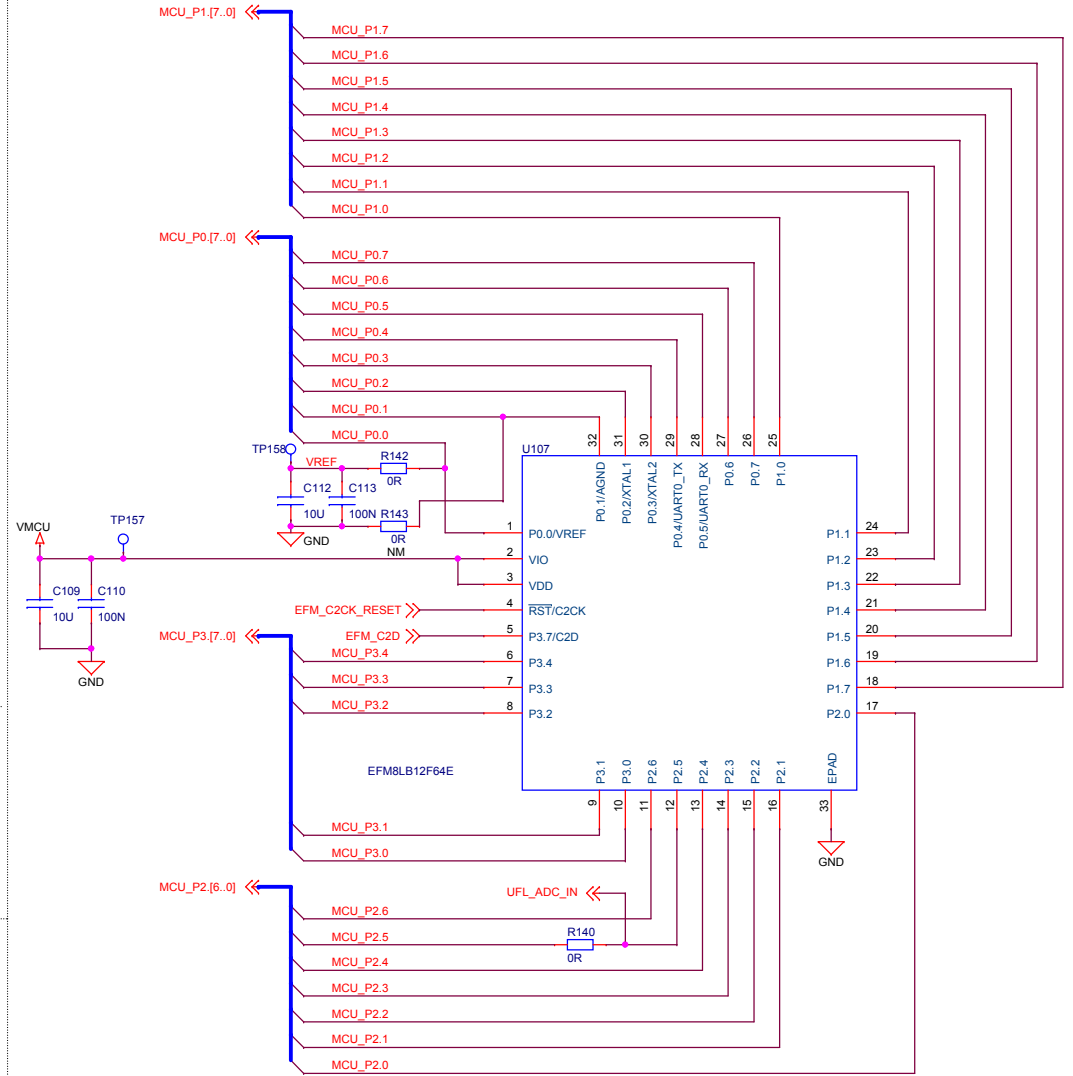 MCU_P1.[7..0]
MCU_P1.7
MCU_P1.6
MCU_P1.5
MCU_P1.4
MCU_P1.3
MCU_P1.2
MCU_P1.1
MCU_P1.0
MCU_P0.[7..0]
MCU_P0.7
MCU_P0.6
MCU_P0.5
MCU_P0.4
MCU_P0.3
MCU_P0.2
MCU_P0.1
MCU_P0.0
TP158
VREF
R142
0R
C112
10U
C113
100N
R143
0R
NM
GND
VMCU
TP157
C109
10U
C110
100N
GND
U107
32
31
30
29
28
27
26
25
P0.1/AGND
P0.2/XTAL1
P0.3/XTAL2
P0.4/UART0_TX
P0.5/UART0_RX
P0.6
P0.7
P1.0
1 P0.0/VREF
2 VIO
3 VDD
EFM_C2CK_RESET 4 RST/C2CK
EFM_C2D 5 P3.7/C2D
MCU_P3.[7..0]
MCU_P3.4 6 P3.4
MCU_P3.3 7 P3.3
MCU_P3.2 8 P3.2
P1.1 24
P1.2 23
P1.3 22
P1.4 21
P1.5 20
P1.6 19
P1.7 18
P2.0 17
EFM8LB12F64E
P3.1
P3.0
P2.6
P2.5
P2.4
P2.3
P2.2
P2.1
EPAD
9
10
11
12
13
14
15
16
33
GND
MCU_P3.1
MCU_P3.0
MCU_P2.[6..0]
UFL_ADC_IN
MCU_P2.6
MCU_P2.5
R140
0R
MCU_P2.4
MCU_P2.3
MCU_P2.2
MCU_P2.1
MCU_P2.0